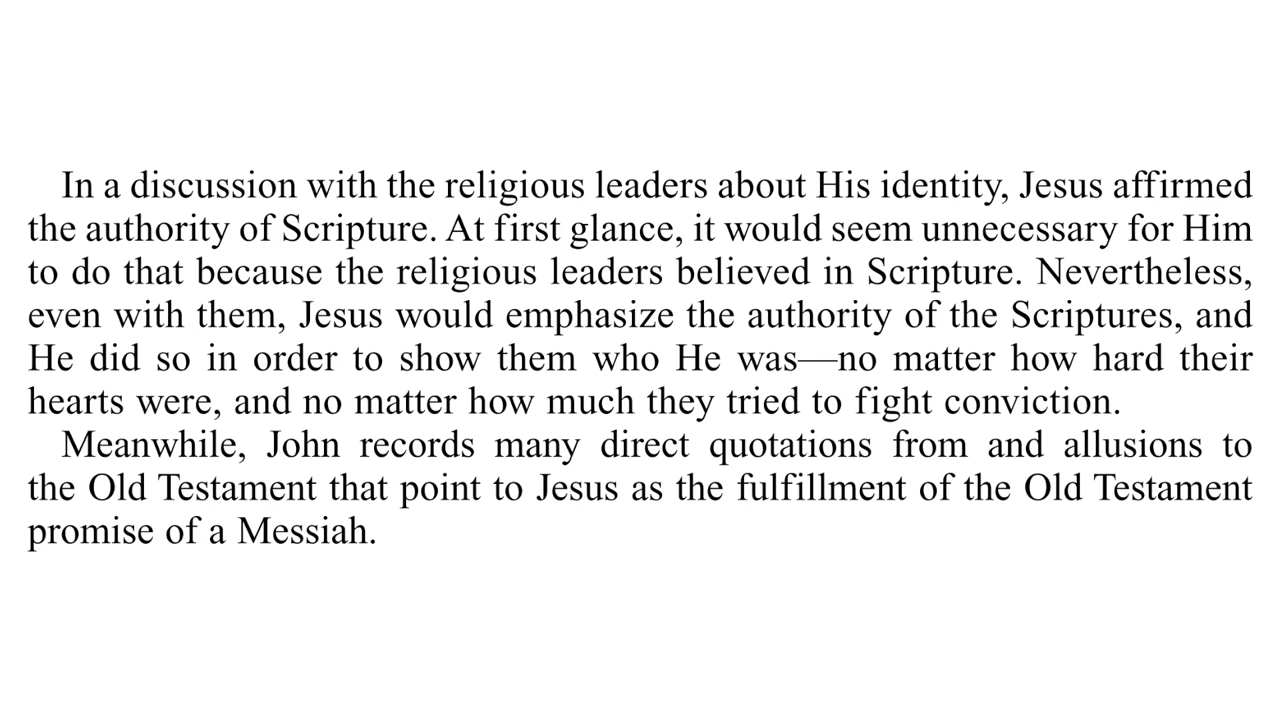 In a discussion with the religious leaders about His identity, Jesus affirmed
the authority of Scripture. At first glance, it would seem unnecessary for Him
to do that because the religious leaders believed in Scripture. Nevertheless,
even with them, Jesus would emphasize the authority of the Scriptures, and
He did so in order to show them who He was—no matter how hard their
hearts were, and no matter how much they tried to fight conviction.
Meanwhile, John records many direct quotations from and allusions to
the Old Testament that point to Jesus as the fulfillment of the Old Testament
promise of a Messiah.